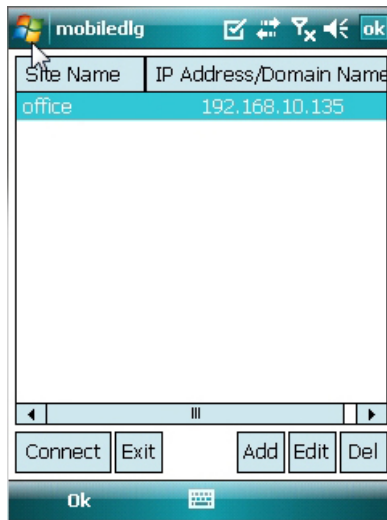 mobiledlg ok
Site Name IP Address/Domain Name
office 192.168.10.135
Connect Exit Add Edit Del
Ok